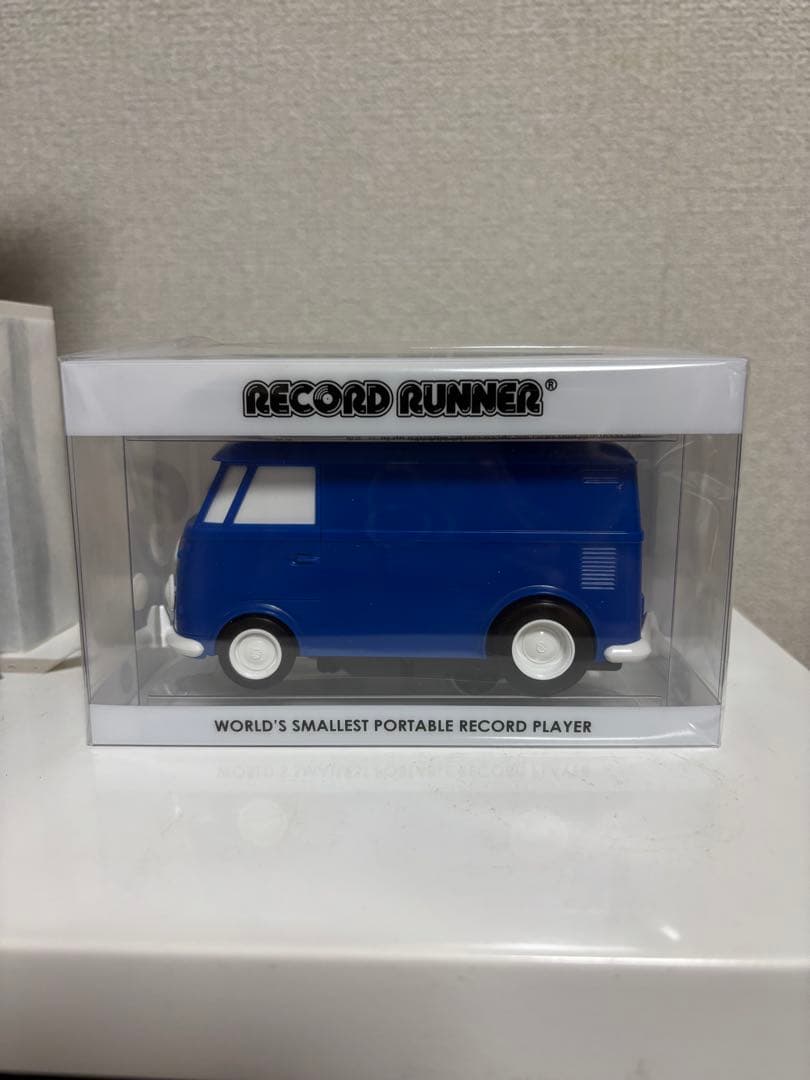 RECORD RUNNER®
WORLD'S SMALLEST PORTABLE RECORD PLAYER